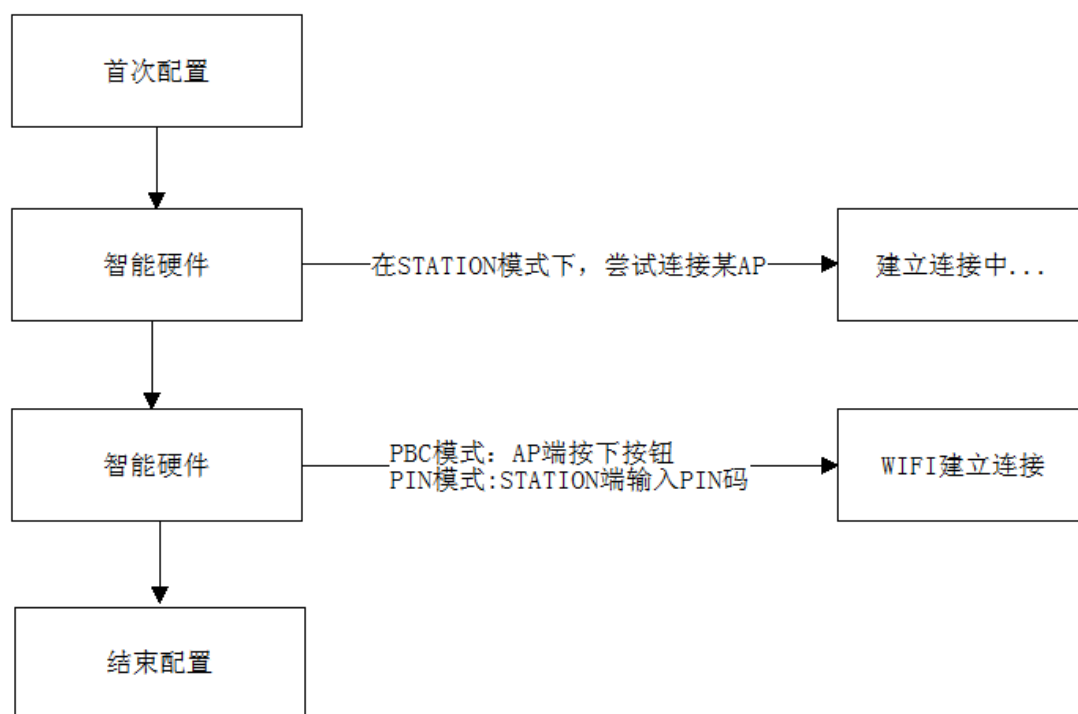 首次配置
智能硬件
在STATION模式下，尝试连接某AP
建立连接中...
智能硬件
PBC模式：AP端按下按钮
PIN模式:STATION端输入PIN码
WIFI建立连接
结束配置